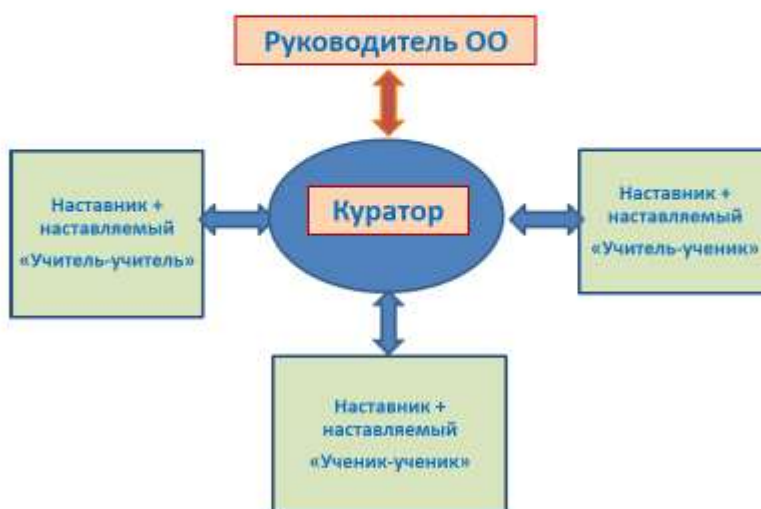 Руководитель ОО
Наставник +
наставляемый
«Учитель-учитель»
Куратор
Наставник +
наставляемый
«Учитель-ученик»
Наставник +
наставляемый
«Ученик-ученик»